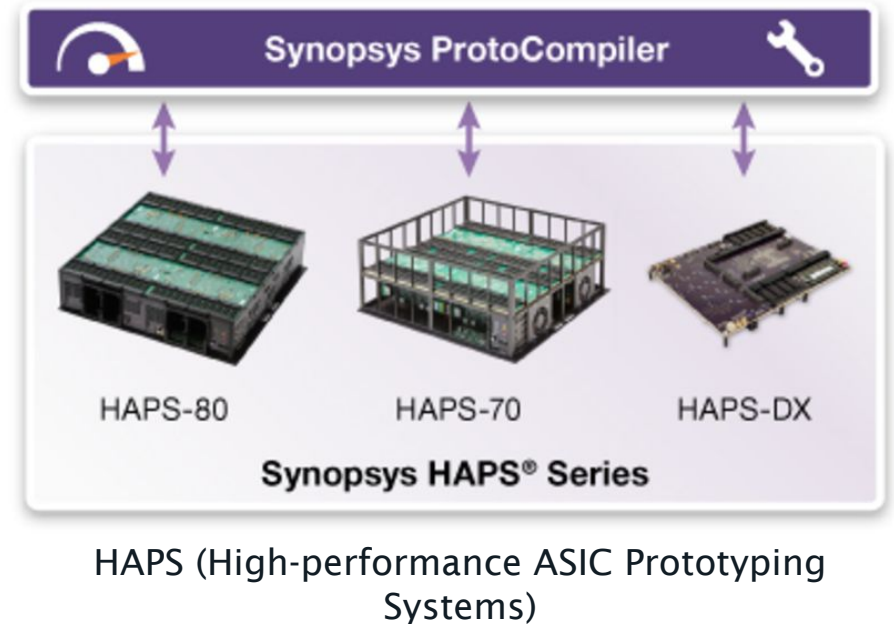 Synopsys ProtoCompiler
HAPS-80 HAPS-70 HAPS-DX
Synopsys HAPS® Series
HAPS (High-performance ASIC Prototyping
Systems)